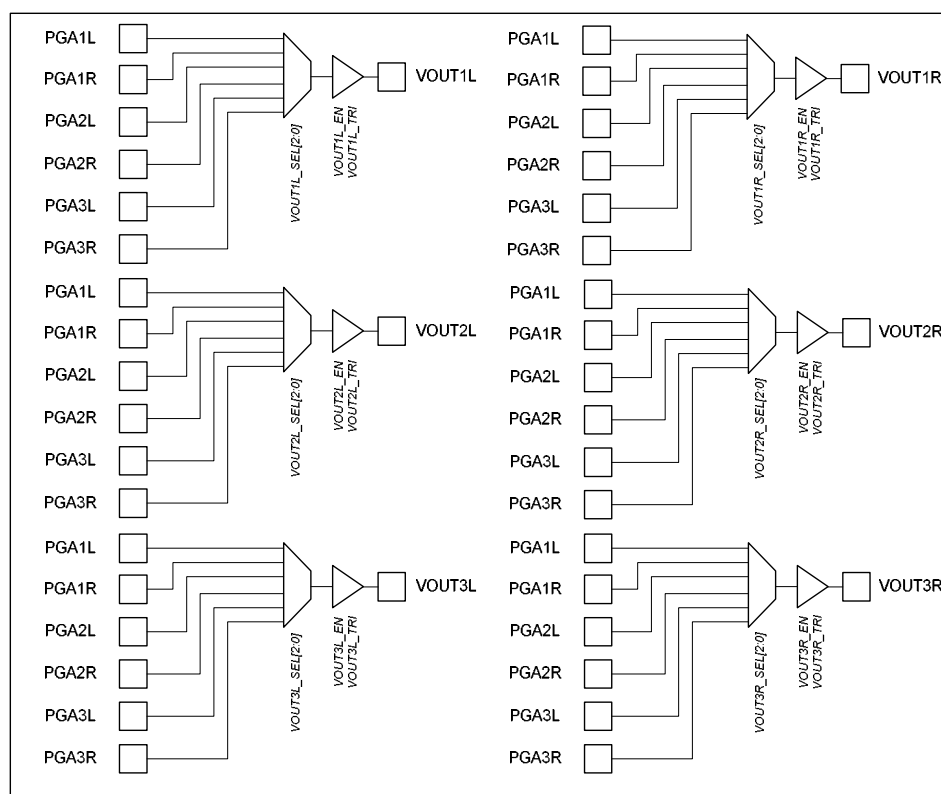 PGA1L
PGA1R
PGA2L
PGA2R
PGA3L
PGA3R
VOUT1L_SEL[2:0]
VOUT1L_EN
VOUT1L_TRI
VOUT1L
PGA1L
PGA1R
PGA2L
PGA2R
PGA3L
PGA3R
VOUT1R_SEL[2:0]
VOUT1R_EN
VOUT1R_TRI
VOUT1R
PGA1L
PGA1R
PGA2L
PGA2R
PGA3L
PGA3R
VOUT2L_SEL[2:0]
VOUT2L_EN
VOUT2L_TRI
VOUT2L
PGA1L
PGA1R
PGA2L
PGA2R
PGA3L
PGA3R
VOUT2R_SEL[2:0]
VOUT2R_EN
VOUT2R_TRI
VOUT2R
PGA1L
PGA1R
PGA2L
PGA2R
PGA3L
PGA3R
VOUT3L_SEL[2:0]
VOUT3L_EN
VOUT3L_TRI
VOUT3L
PGA1L
PGA1R
PGA2L
PGA2R
PGA3L
PGA3R
VOUT3R_SEL[2:0]
VOUT3R_EN
VOUT3R_TRI
VOUT3R